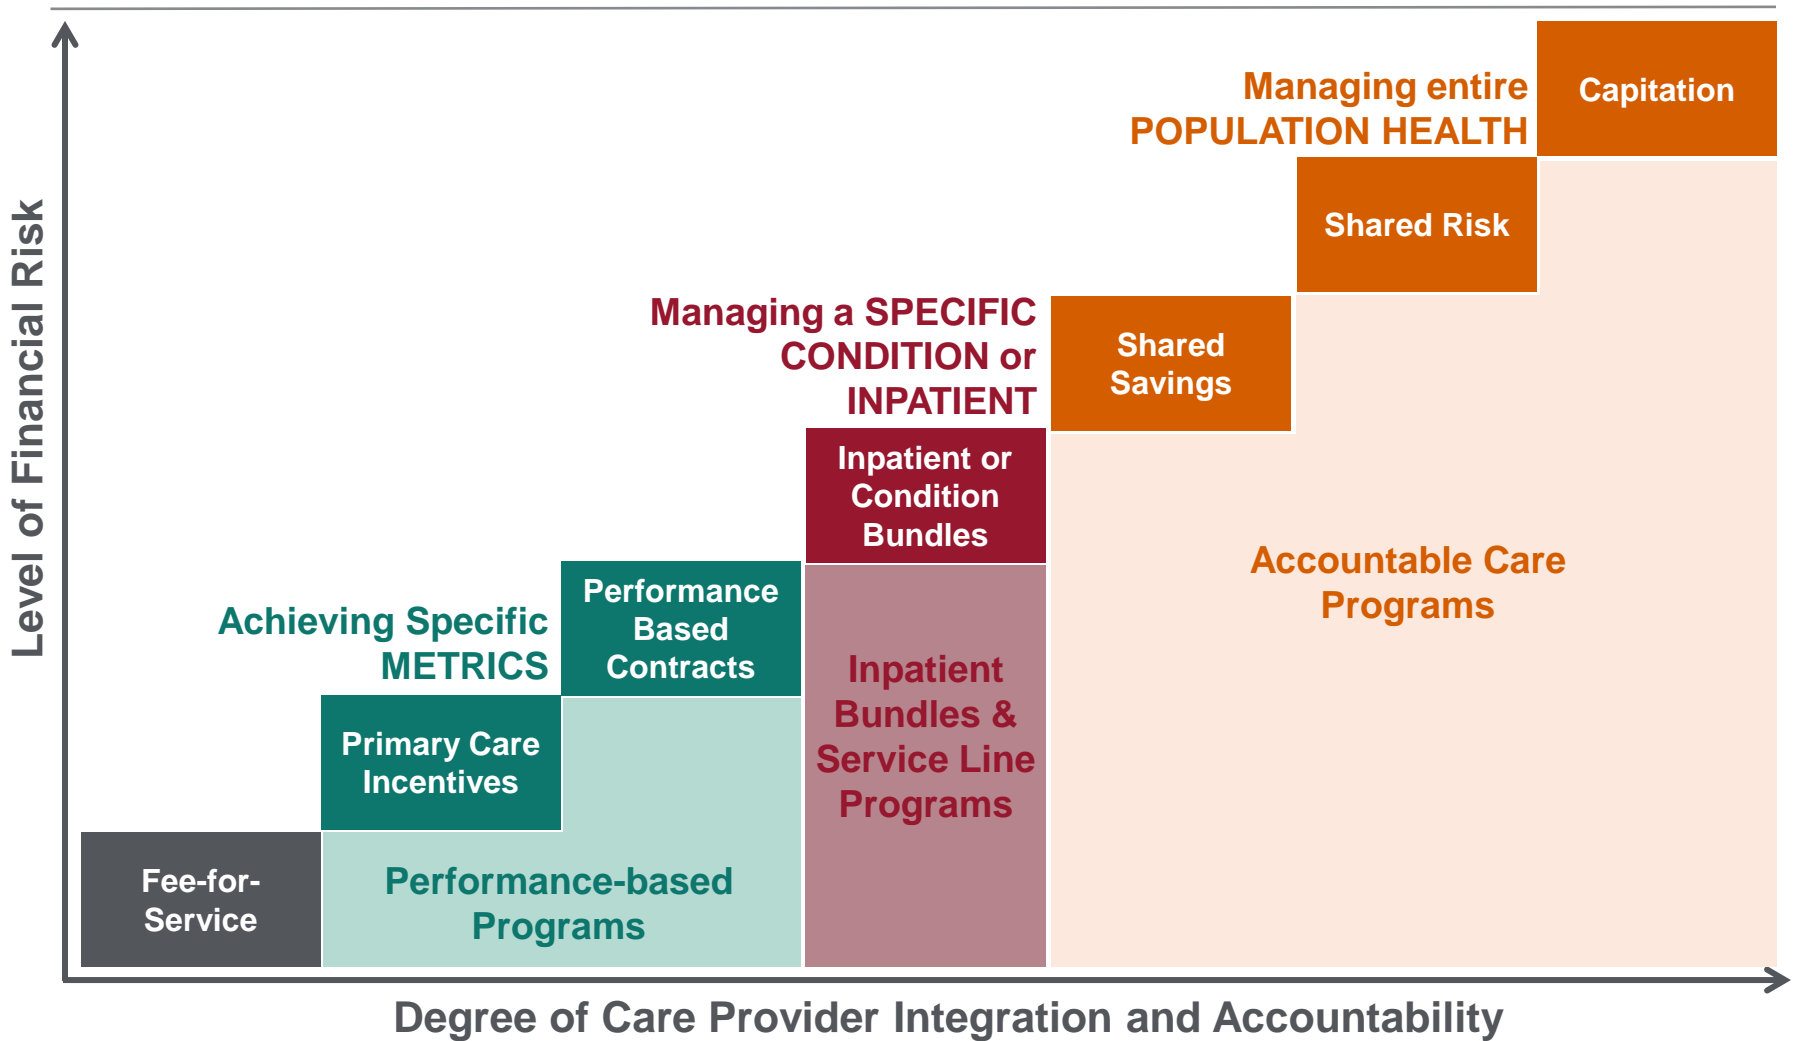 Managing entire
POPULATION HEALTH
Capitation
Shared Risk
Managing a SPECIFIC
CONDITION or
INPATIENT
Shared
Savings
Inpatient or
Condition
Bundles
Achieving Specific
METRICS
Performance
Based
Contracts
Primary Care
Incentives
Fee-for-
Service
Performance-based
Programs
Inpatient
Bundles &
Service Line
Programs
Accountable Care
Programs
Level of Financial Risk
Degree of Care Provider Integration and Accountability